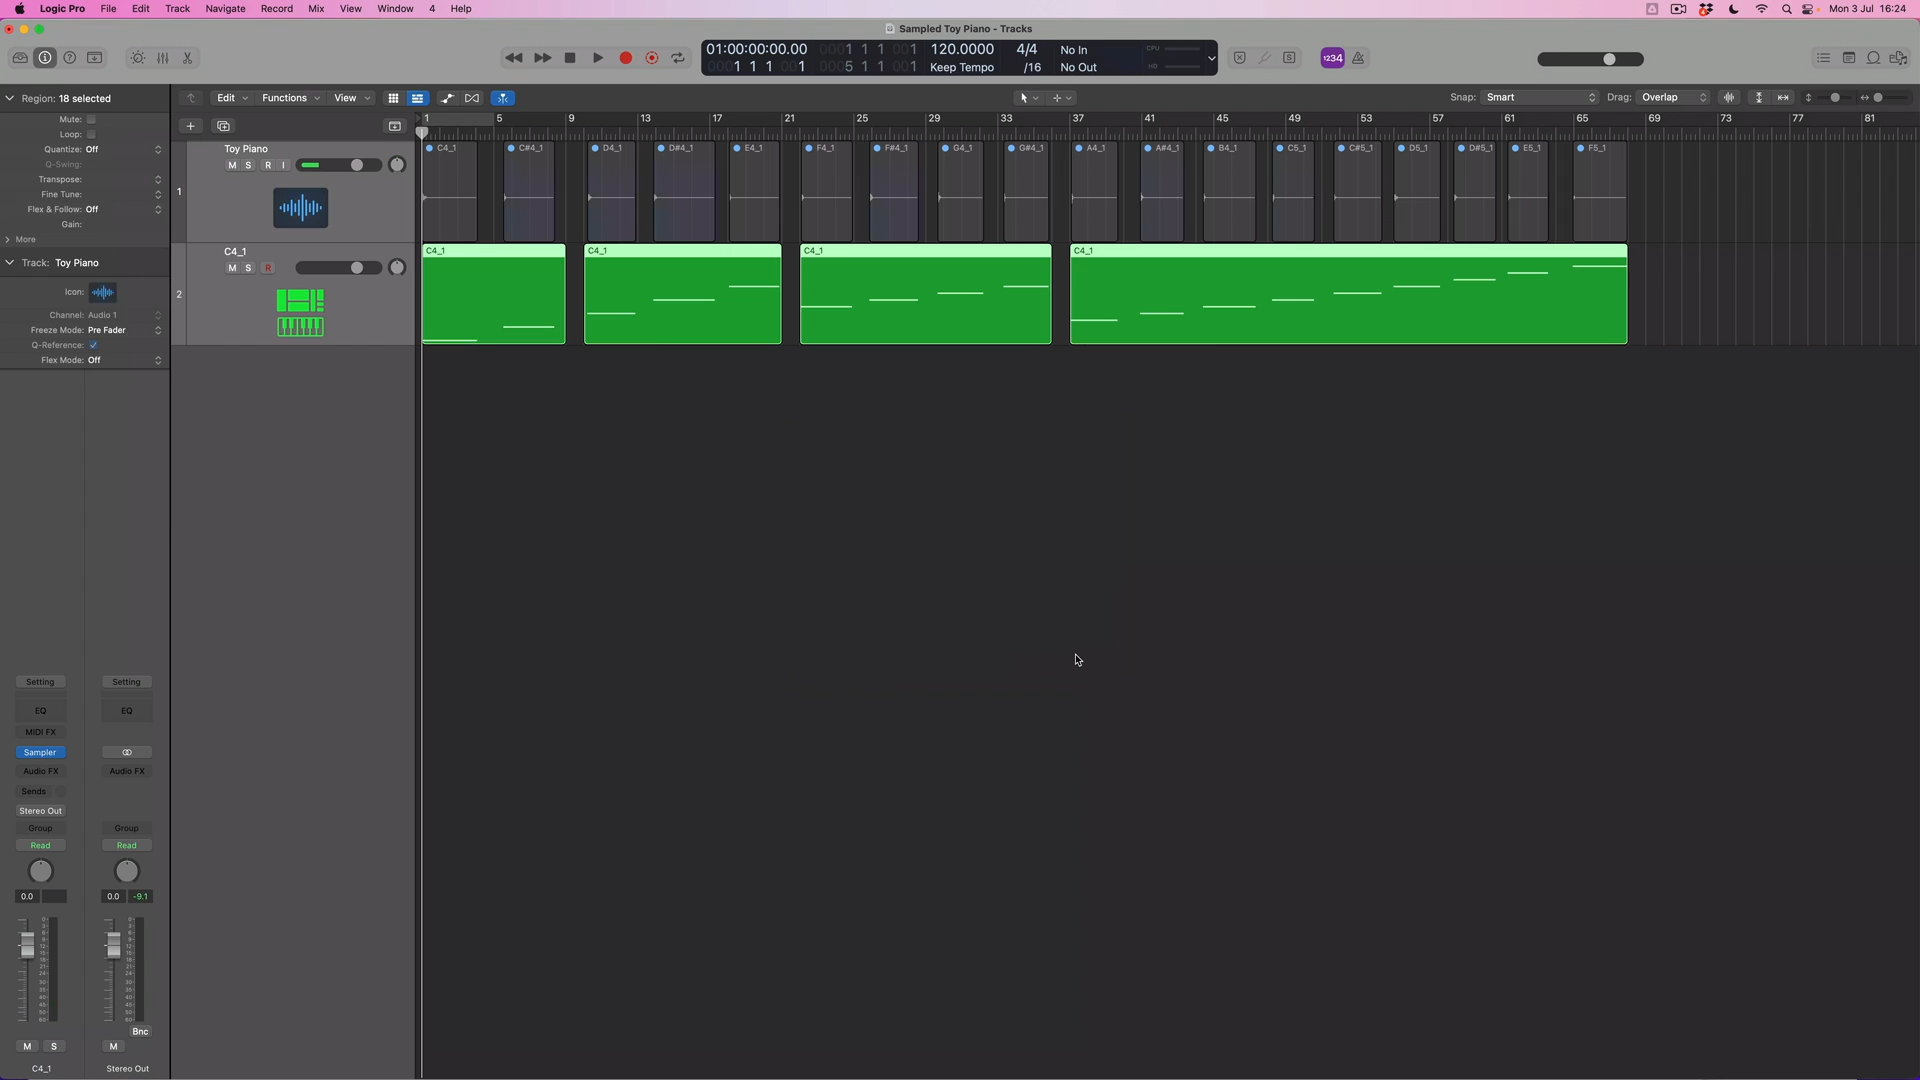 Logic Pro File Edit Track Navigate Record Mix View Window 4 Help
Mon 3 Jul 16:24
Sampled Toy Piano - Tracks
01:00:00:00.00 0001 1 1 001 120.0000 4/4 No In CPU
0001 1 1 001 0005 1 1 001 Keep Tempo /16 No Out HD
1234
S
Region: 18 selected
Edit Functions View
Snap: Smart Drag: Overlap
Mute:
Loop:
Quantize: Off
Q-Swing:
Transpose:
Fine Tune:
Flex & Follow: Off
Gain:
More
Track: Toy Piano
Icon:
Channel: Audio 1
Freeze Mode: Pre Fader
Q-Reference:
Flex Mode: Off
1 5 9 13 17 21 25 29 33 37 41 45 49 53 57 61 65 69 73 77 81
1
Toy Piano
M S R I
C4_1 C#4_1 D4_1 D#4_1 E4_1 F4_1 F#4_1 G4_1 G#4_1 A4_1 A#4_1 B4_1 C5_1 C#5_1 D5_1 D#5_1 E5_1 F5_1
2
C4_1
M S R
C4_1 C4_1 C4_1 C4_1
Setting Setting
EQ EQ
MIDI FX
Sampler
Audio FX Audio FX
Sends
Stereo Out
Group Group
Read Read
0.0 0.0 -9.1
Bnc
M S M
C4_1 Stereo Out